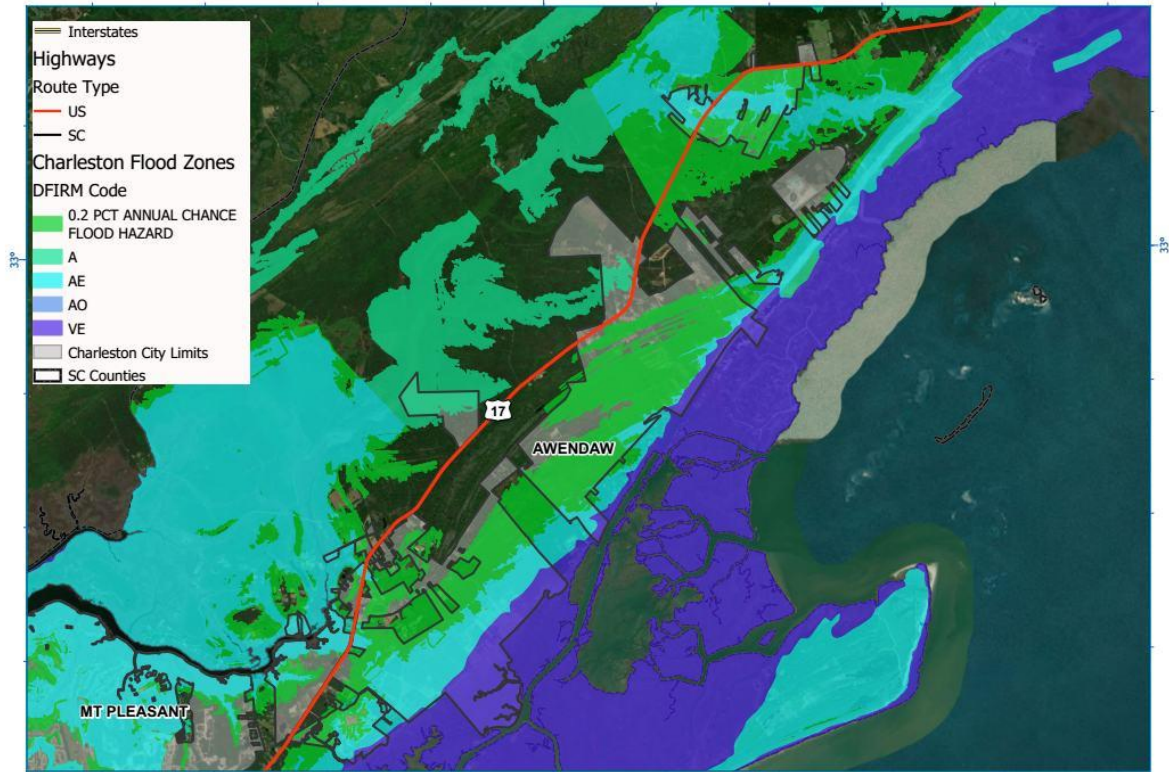 Interstates
Highways
Route Type
US
SC
Charleston Flood Zones
DFIRM Code
0.2 PCT ANNUAL CHANCE
FLOOD HAZARD
A
AE
AO
VE
Charleston City Limits
SC Counties
33°
33°
17
AWENDAW
MT PLEASANT